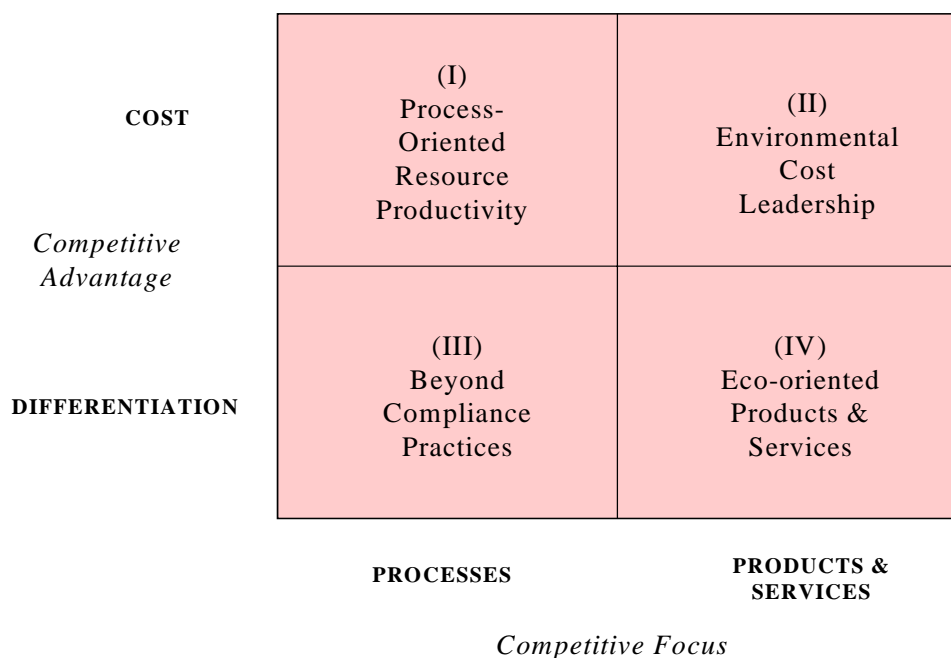 (I)
Process-
Oriented
Resource
Productivity
(II)
Environmental
Cost
Leadership
COST
Competitive
Advantage
(III)
Beyond
Compliance
Practices
(IV)
Eco-oriented
Products &
Services
DIFFERENTIATION
PROCESSES
PRODUCTS &
SERVICES
Competitive Focus